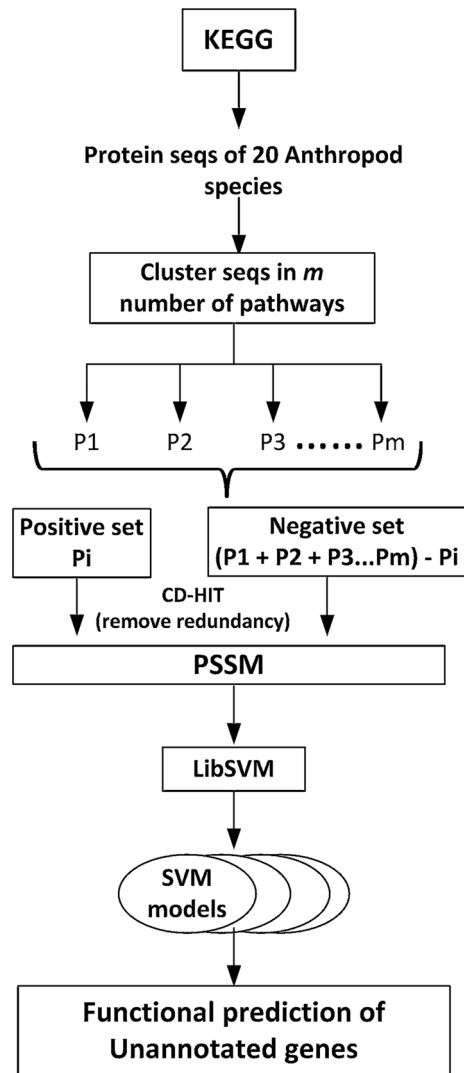 KEGG
Protein seqs of 20 Anthropod
species
Cluster seqs in m
number of pathways
P1 P2 P3 ...... Pm
Positive set
Pi
Negative set
(P1 + P2 + P3...Pm) - Pi
CD-HIT
(remove redundancy)
PSSM
LibSVM
SVM
models
Functional prediction of
Unannotated genes